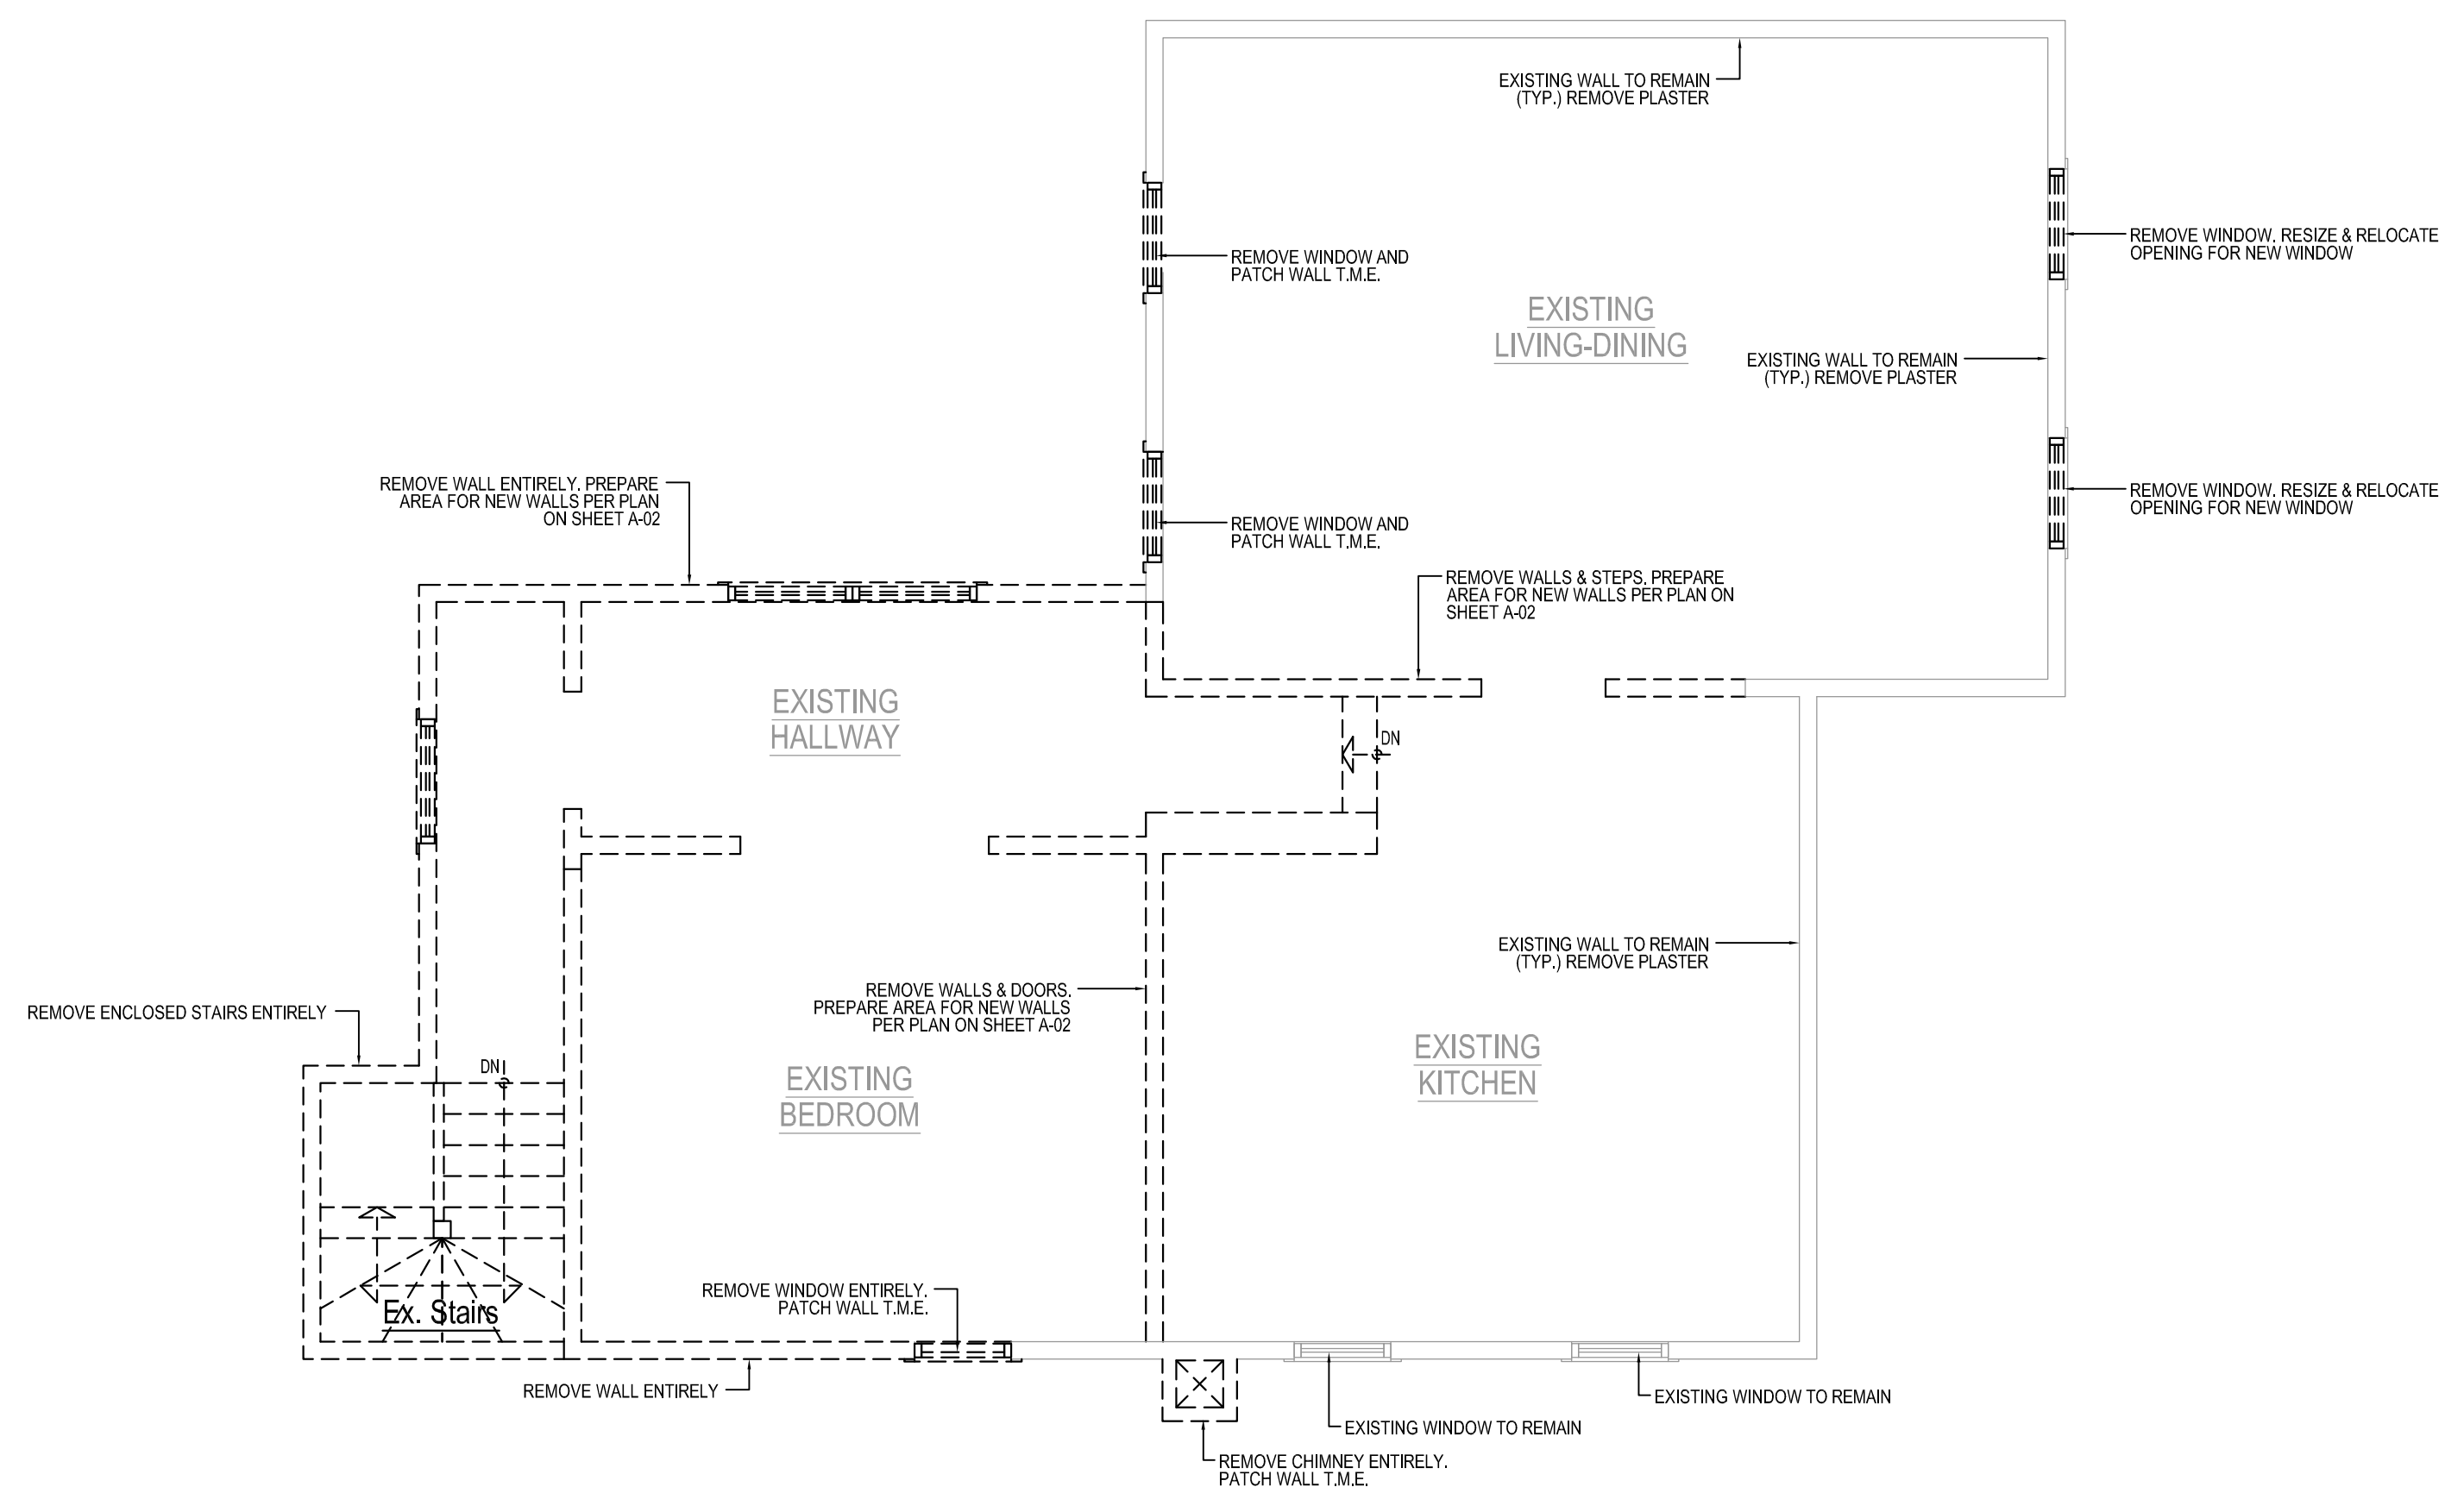 EXISTING WALL TO REMAIN
(TYP.) REMOVE PLASTER
REMOVE WINDOW AND
PATCH WALL T.M.E.
REMOVE WINDOW. RESIZE & RELOCATE
OPENING FOR NEW WINDOW
EXISTING
LIVING-DINING
EXISTING WALL TO REMAIN
(TYP.) REMOVE PLASTER
REMOVE WALL ENTIRELY. PREPARE
AREA FOR NEW WALLS PER PLAN
ON SHEET A-02
REMOVE WINDOW AND
PATCH WALL T.M.E.
REMOVE WINDOW. RESIZE & RELOCATE
OPENING FOR NEW WINDOW
REMOVE WALLS & STEPS. PREPARE
AREA FOR NEW WALLS PER PLAN ON
SHEET A-02
EXISTING
HALLWAY
DN
EXISTING WALL TO REMAIN
(TYP.) REMOVE PLASTER
REMOVE ENCLOSED STAIRS ENTIRELY
REMOVE WALLS & DOORS.
PREPARE AREA FOR NEW WALLS
PER PLAN ON SHEET A-02
DN
EXISTING
BEDROOM
EXISTING
KITCHEN
REMOVE WINDOW ENTIRELY.
PATCH WALL T.M.E.
Ex. Stairs
REMOVE WALL ENTIRELY
EXISTING WINDOW TO REMAIN
EXISTING WINDOW TO REMAIN
REMOVE CHIMNEY ENTIRELY.
PATCH WALL T.M.E.